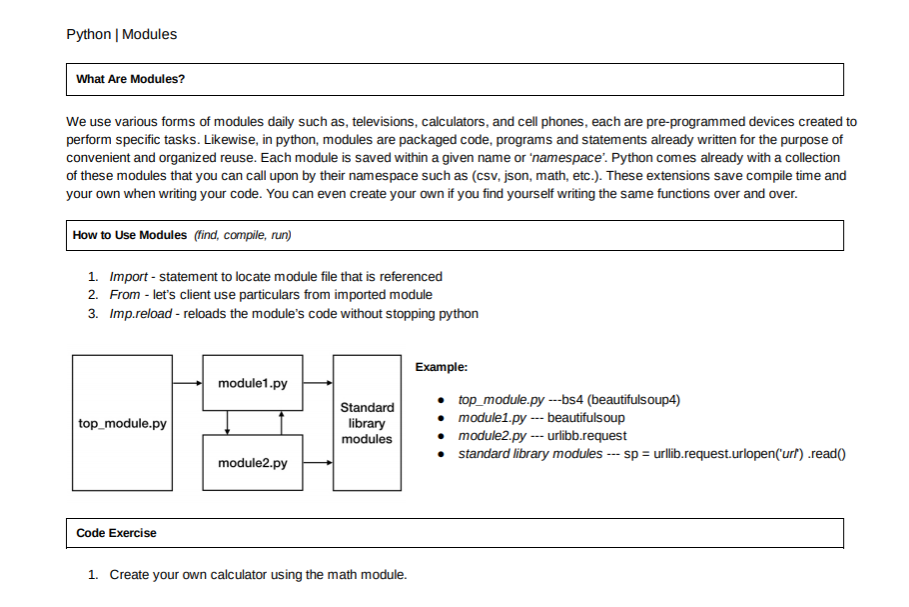 Python | Modules
What Are Modules?
We use various forms of modules daily such as, televisions, calculators, and cell phones, each are pre-programmed devices created to
perform specific tasks. Likewise, in python, modules are packaged code, programs and statements already written for the purpose of
convenient and organized reuse. Each module is saved within a given name or 'namespace'. Python comes already with a collection
of these modules that you can call upon by their namespace such as (csv, json, math, etc.). These extensions save compile time and
your own when writing your code. You can even create your own if you find yourself writing the same functions over and over.
How to Use Modules (find, compile, run)
1. Import - statement to locate module file that is referenced
2. From - let's client use particulars from imported module
3. Imp.reload - reloads the module's code without stopping python
top_module.py
module1.py
module2.py
Standard
library
modules
Example:
● top_module.py ---bs4 (beautifulsoup4)
● module1.py --- beautifulsoup
● module2.py --- urlibb.request
● standard library modules --- sp = urllib.request.urlopen('url') .read()
Code Exercise
1. Create your own calculator using the math module.